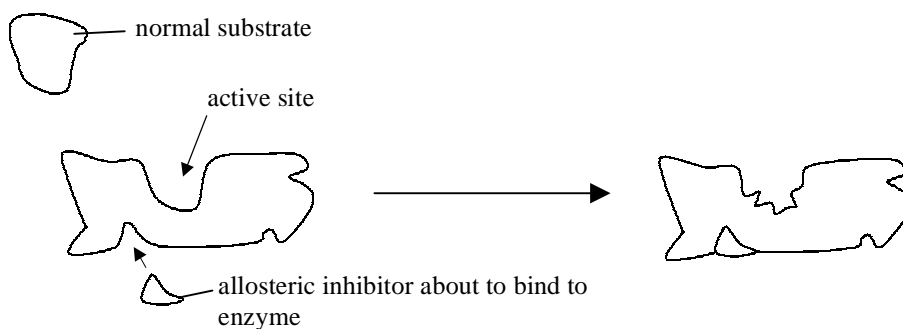 normal substrate
active site
allosteric inhibitor about to bind to
enzyme